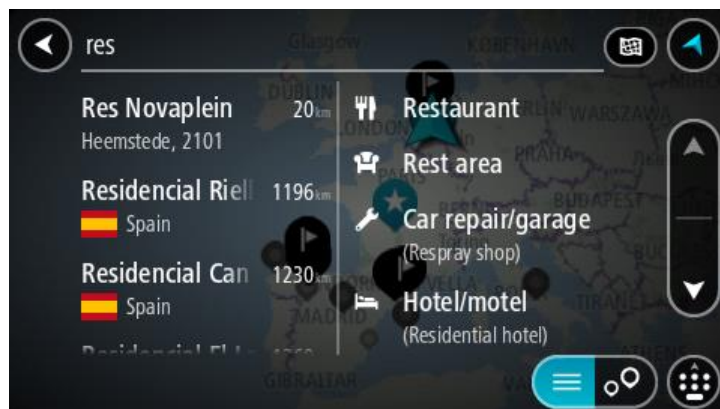 res
Res Novaplein 20km
Heemstede, 2101
Residencial Riel 1196km
Spain
Residencial Can 1230km
Spain
Restaurant
Rest area
Car repair/garage
(Respray shop)
Hotel/motel
(Residential hotel)
Glasgow
KØBENHAVN
DUBLIN
LONDON
WARSZAWA
PRAHA
PARIS
BUDAPEST
MADRID
GIBRALTAR